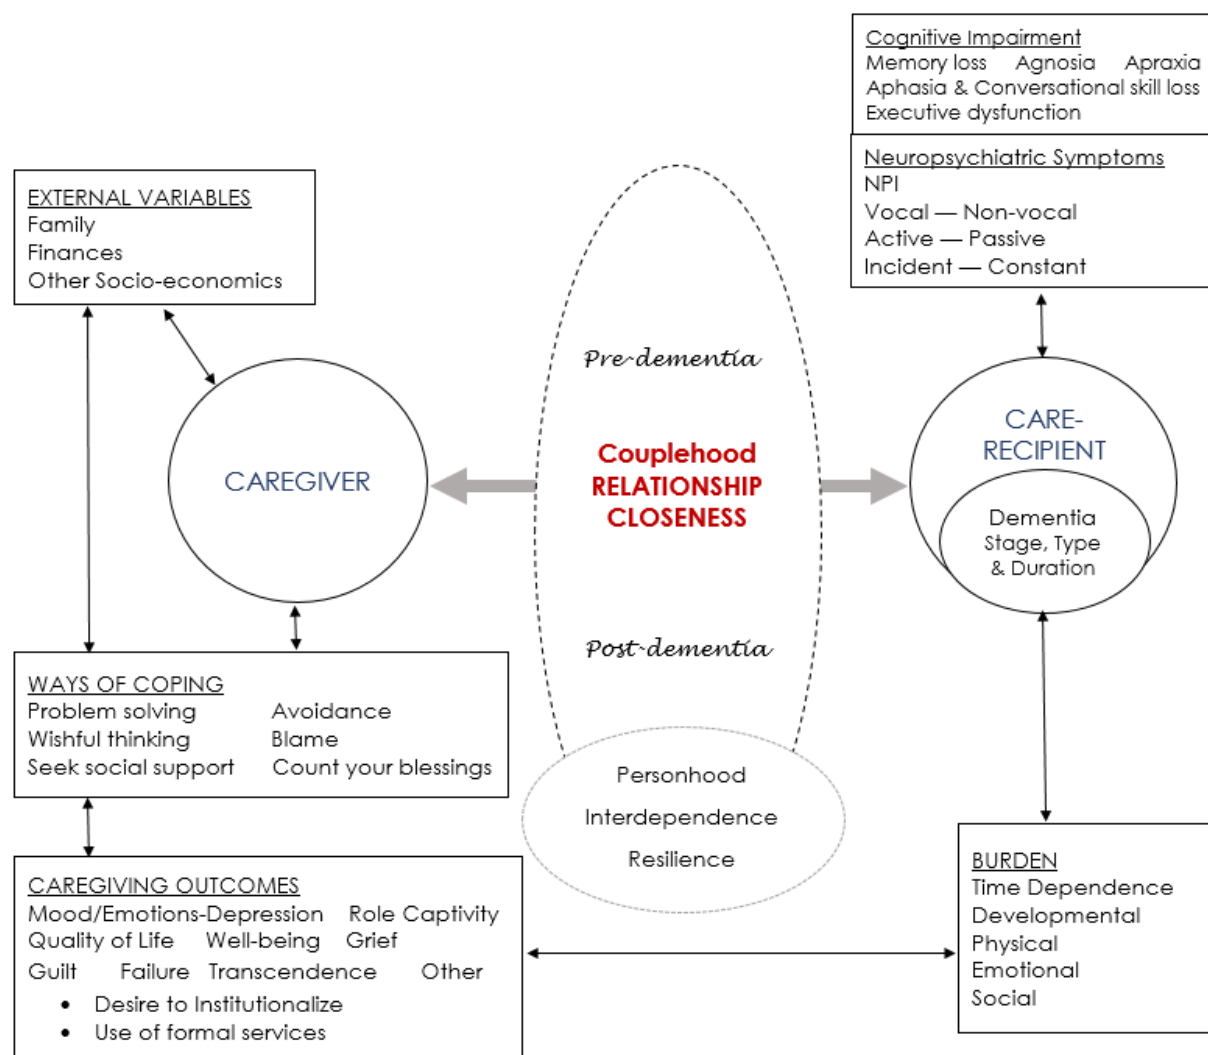 Cognitive Impairment
Memory loss Agnosia Apraxia
Aphasia & Conversational skill loss
Executive dysfunction
Neuropsychiatric Symptoms
NPI
Vocal — Non-vocal
Active — Passive
Incident — Constant
EXTERNAL VARIABLES
Family
Finances
Other Socio-economics
Pre-dementia
Couplehood
RELATIONSHIP
CLOSENESS
Post-dementia
CAREGIVER
CARE-
RECIPIENT
Dementia
Stage, Type
& Duration
WAYS OF COPING
Problem solving Avoidance
Wishful thinking Blame
Seek social support Count your blessings
Personhood
Interdependence
Resilience
CAREGIVING OUTCOMES
Mood/Emotions-Depression Role Captivity
Quality of Life Well-being Grief
Guilt Failure Transcendence Other
• Desire to Institutionalize
• Use of formal services
BURDEN
Time Dependence
Developmental
Physical
Emotional
Social